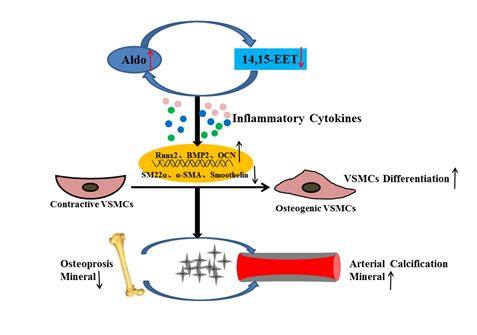 Aldo
14,15-EET
Inflammatory Cytokines
Runx2、BMP2、OCN
SM22α、α-SMA、Smoothelin
Contractive VSMCs
Osteogenic VSMCs
VSMCs Differentiation
Osteoprosis
Mineral
Arterial Calcification
Mineral